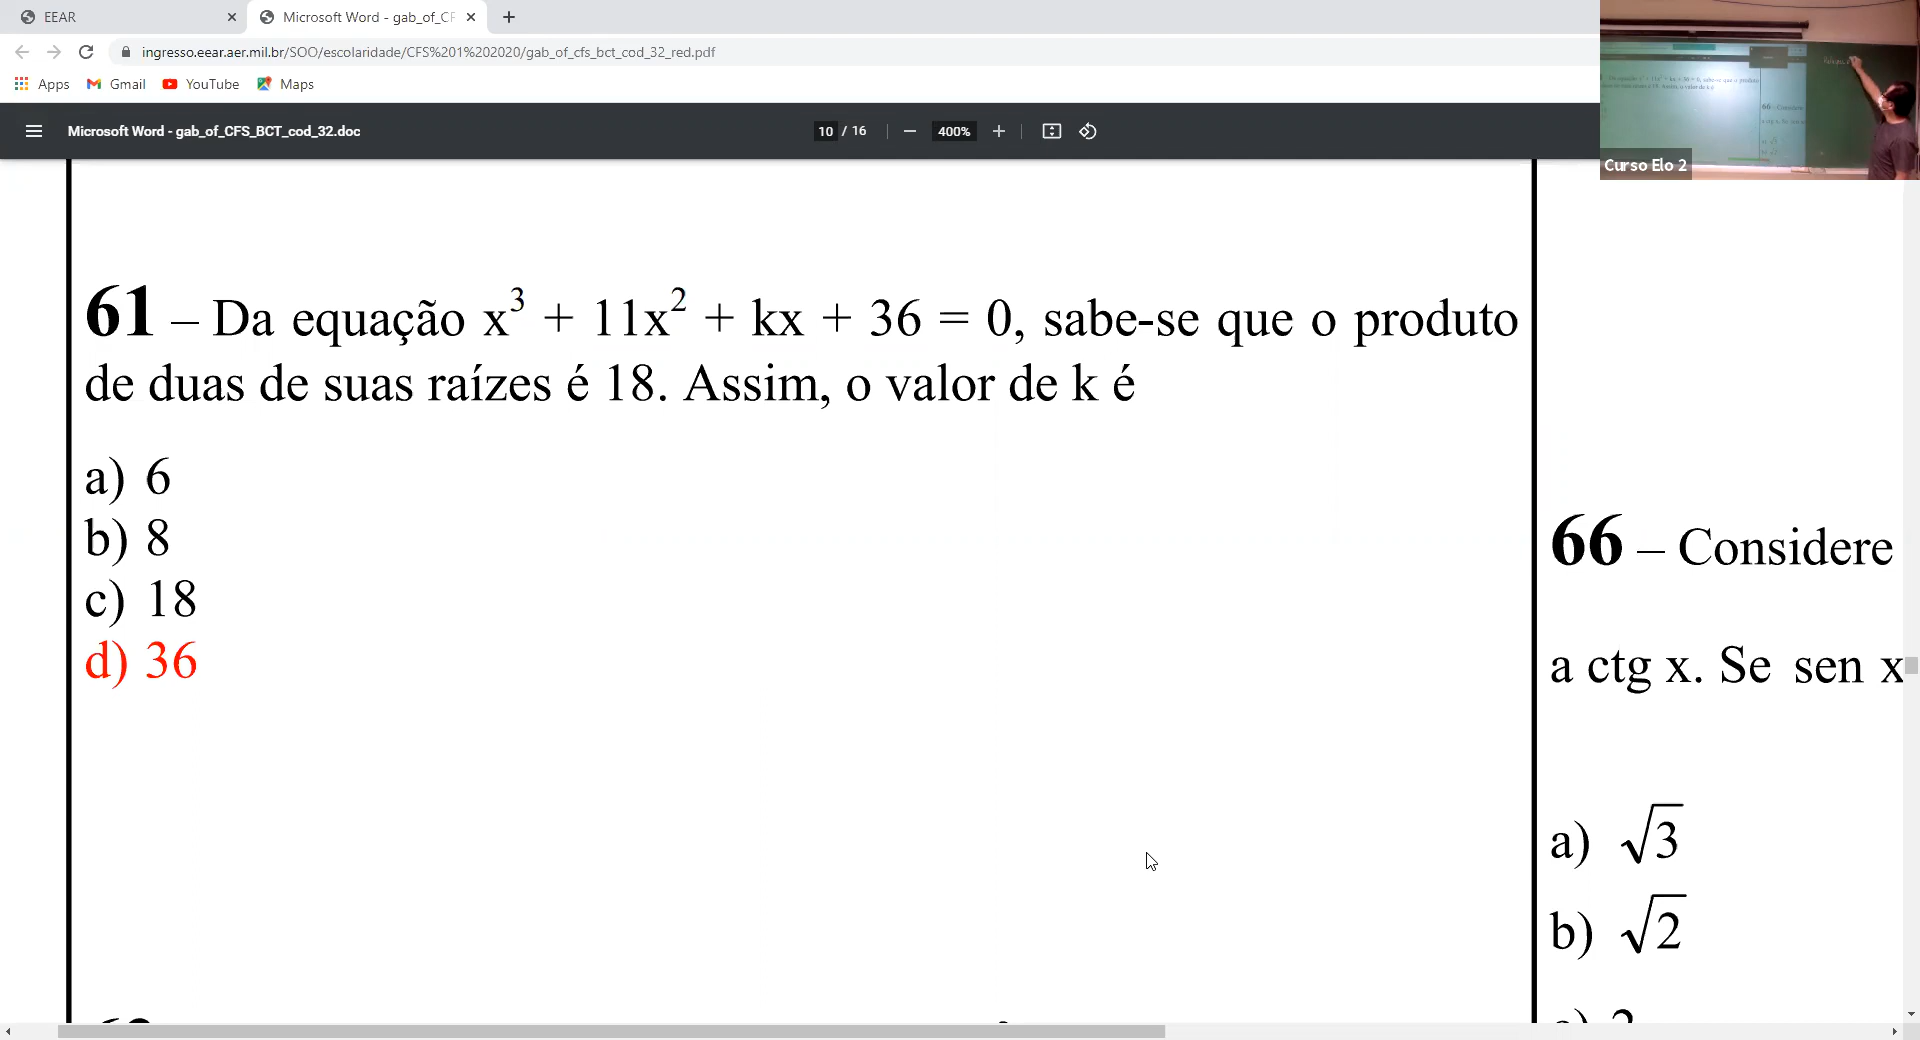 EEAR
Microsoft Word - gab_of_CF
ingresso.eear.aer.mil.br/SOO/escolaridade/CFS%201%202020/gab_of_cfs_bct_cod_32_red.pdf
Apps Gmail YouTube Maps
Microsoft Word - gab_of_CFS_BCT_cod_32.doc
10 / 16
400%
Curso Elo 2
61 – Da equação x³ + 11x² + kx + 36 = 0, sabe-se que o produto
de duas de suas raízes é 18. Assim, o valor de k é
a) 6
b) 8
c) 18
d) 36
66 – Considere
a ctg x. Se sen x
a) √3
b) √2